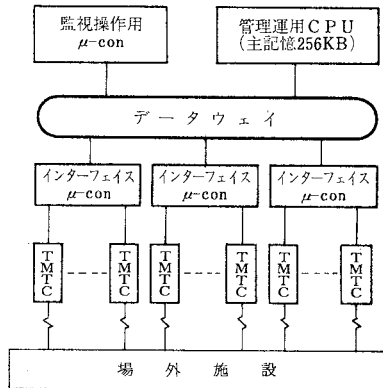 監視操作用
μ-con
管理運用CPU
(主記憶256KB)
データウェイ
インターフェイス
μ-con
インターフェイス
μ-con
インターフェイス
μ-con
TMTC
TMTC
TMTC
TMTC
TMTC
TMTC
場外施設